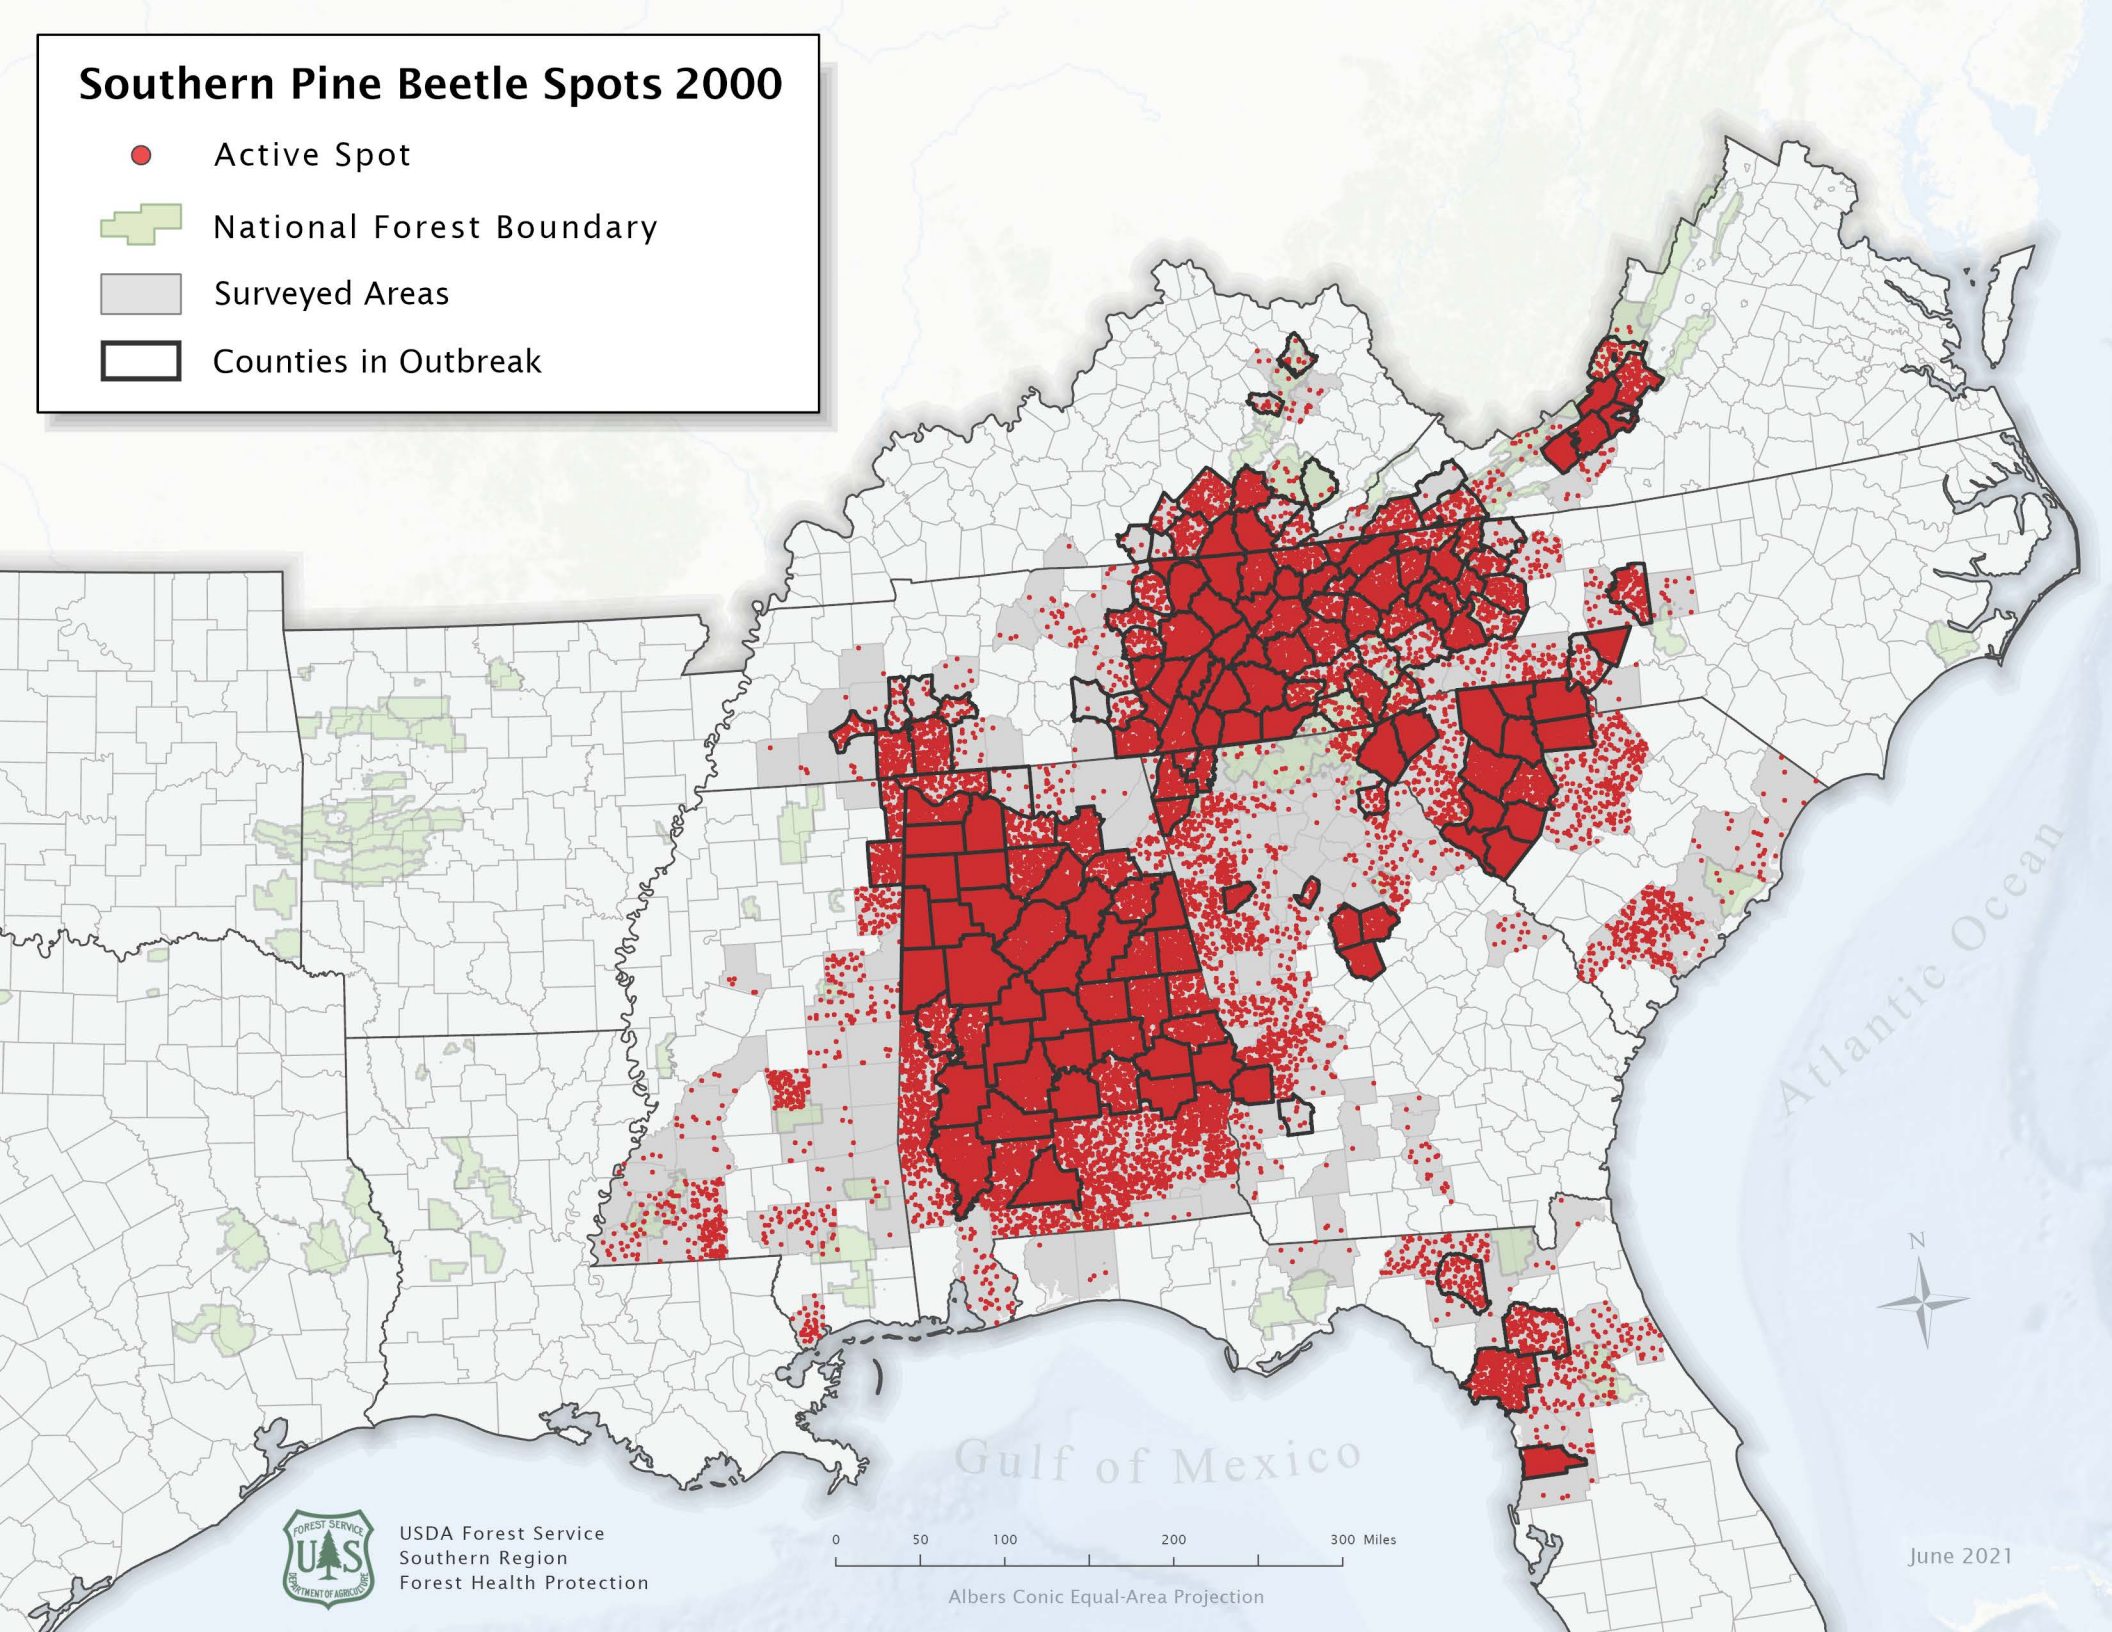 Southern Pine Beetle Spots 2000
Active Spot
National Forest Boundary
Surveyed Areas
Counties in Outbreak
Atlantic Ocean
N
Gulf of Mexico
FOREST SERVICE
UAS
DEPARTMENT OF AGRICULTURE
USDA Forest Service
Southern Region
Forest Health Protection
0 50 100 200 300 Miles
Albers Conic Equal-Area Projection
June 2021